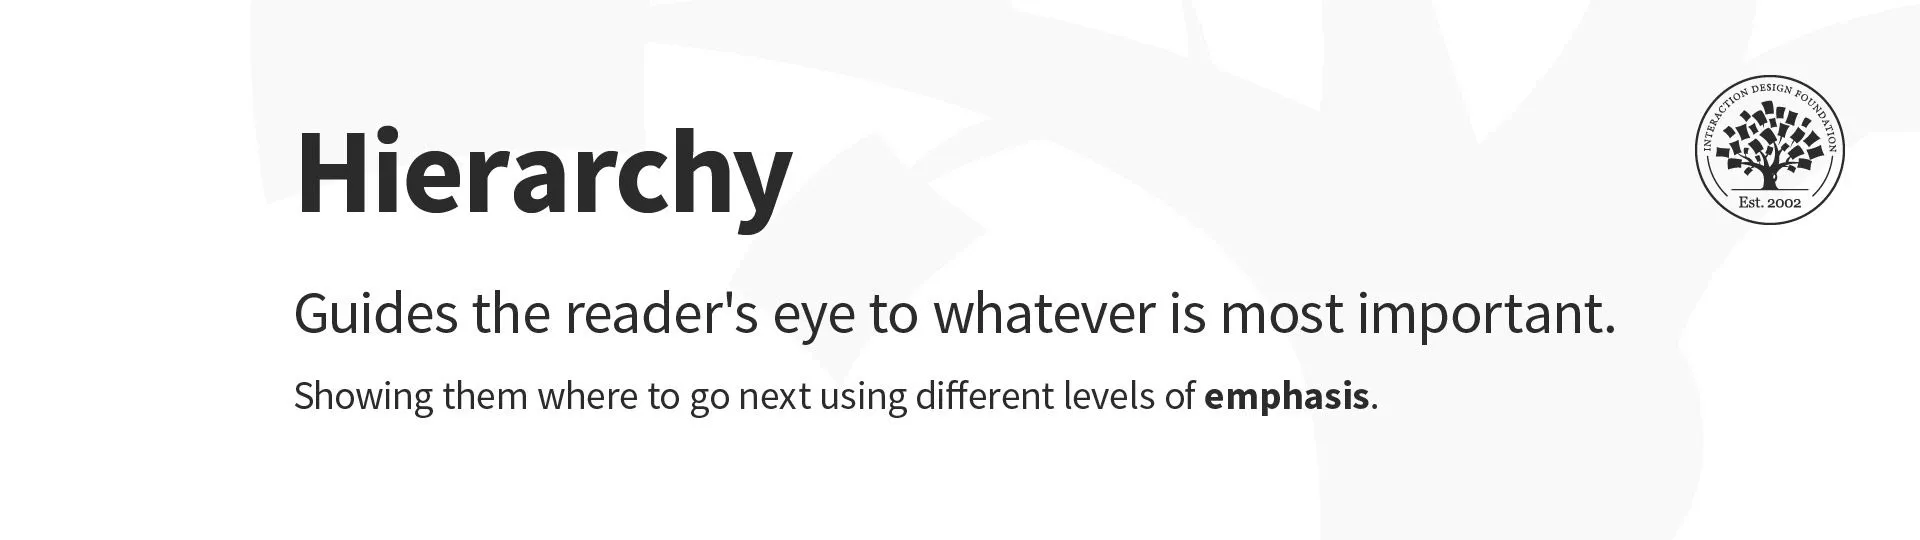 Hierarchy
Guides the reader's eye to whatever is most important.
Showing them where to go next using different levels of emphasis.
INTERACTION DESIGN FOUNDATION
Est. 2002